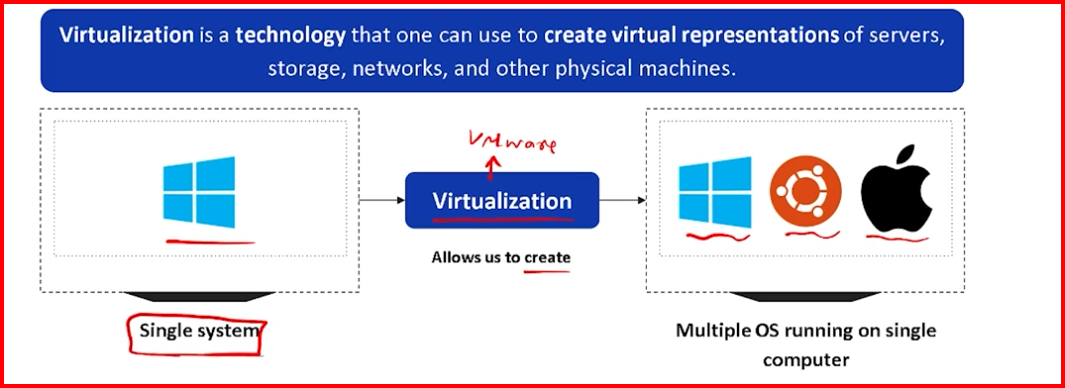 Virtualization is a technology that one can use to create virtual representations of servers,
storage, networks, and other physical machines.
VMware
Virtualization
Allows us to create
Single system
Multiple OS running on single
computer